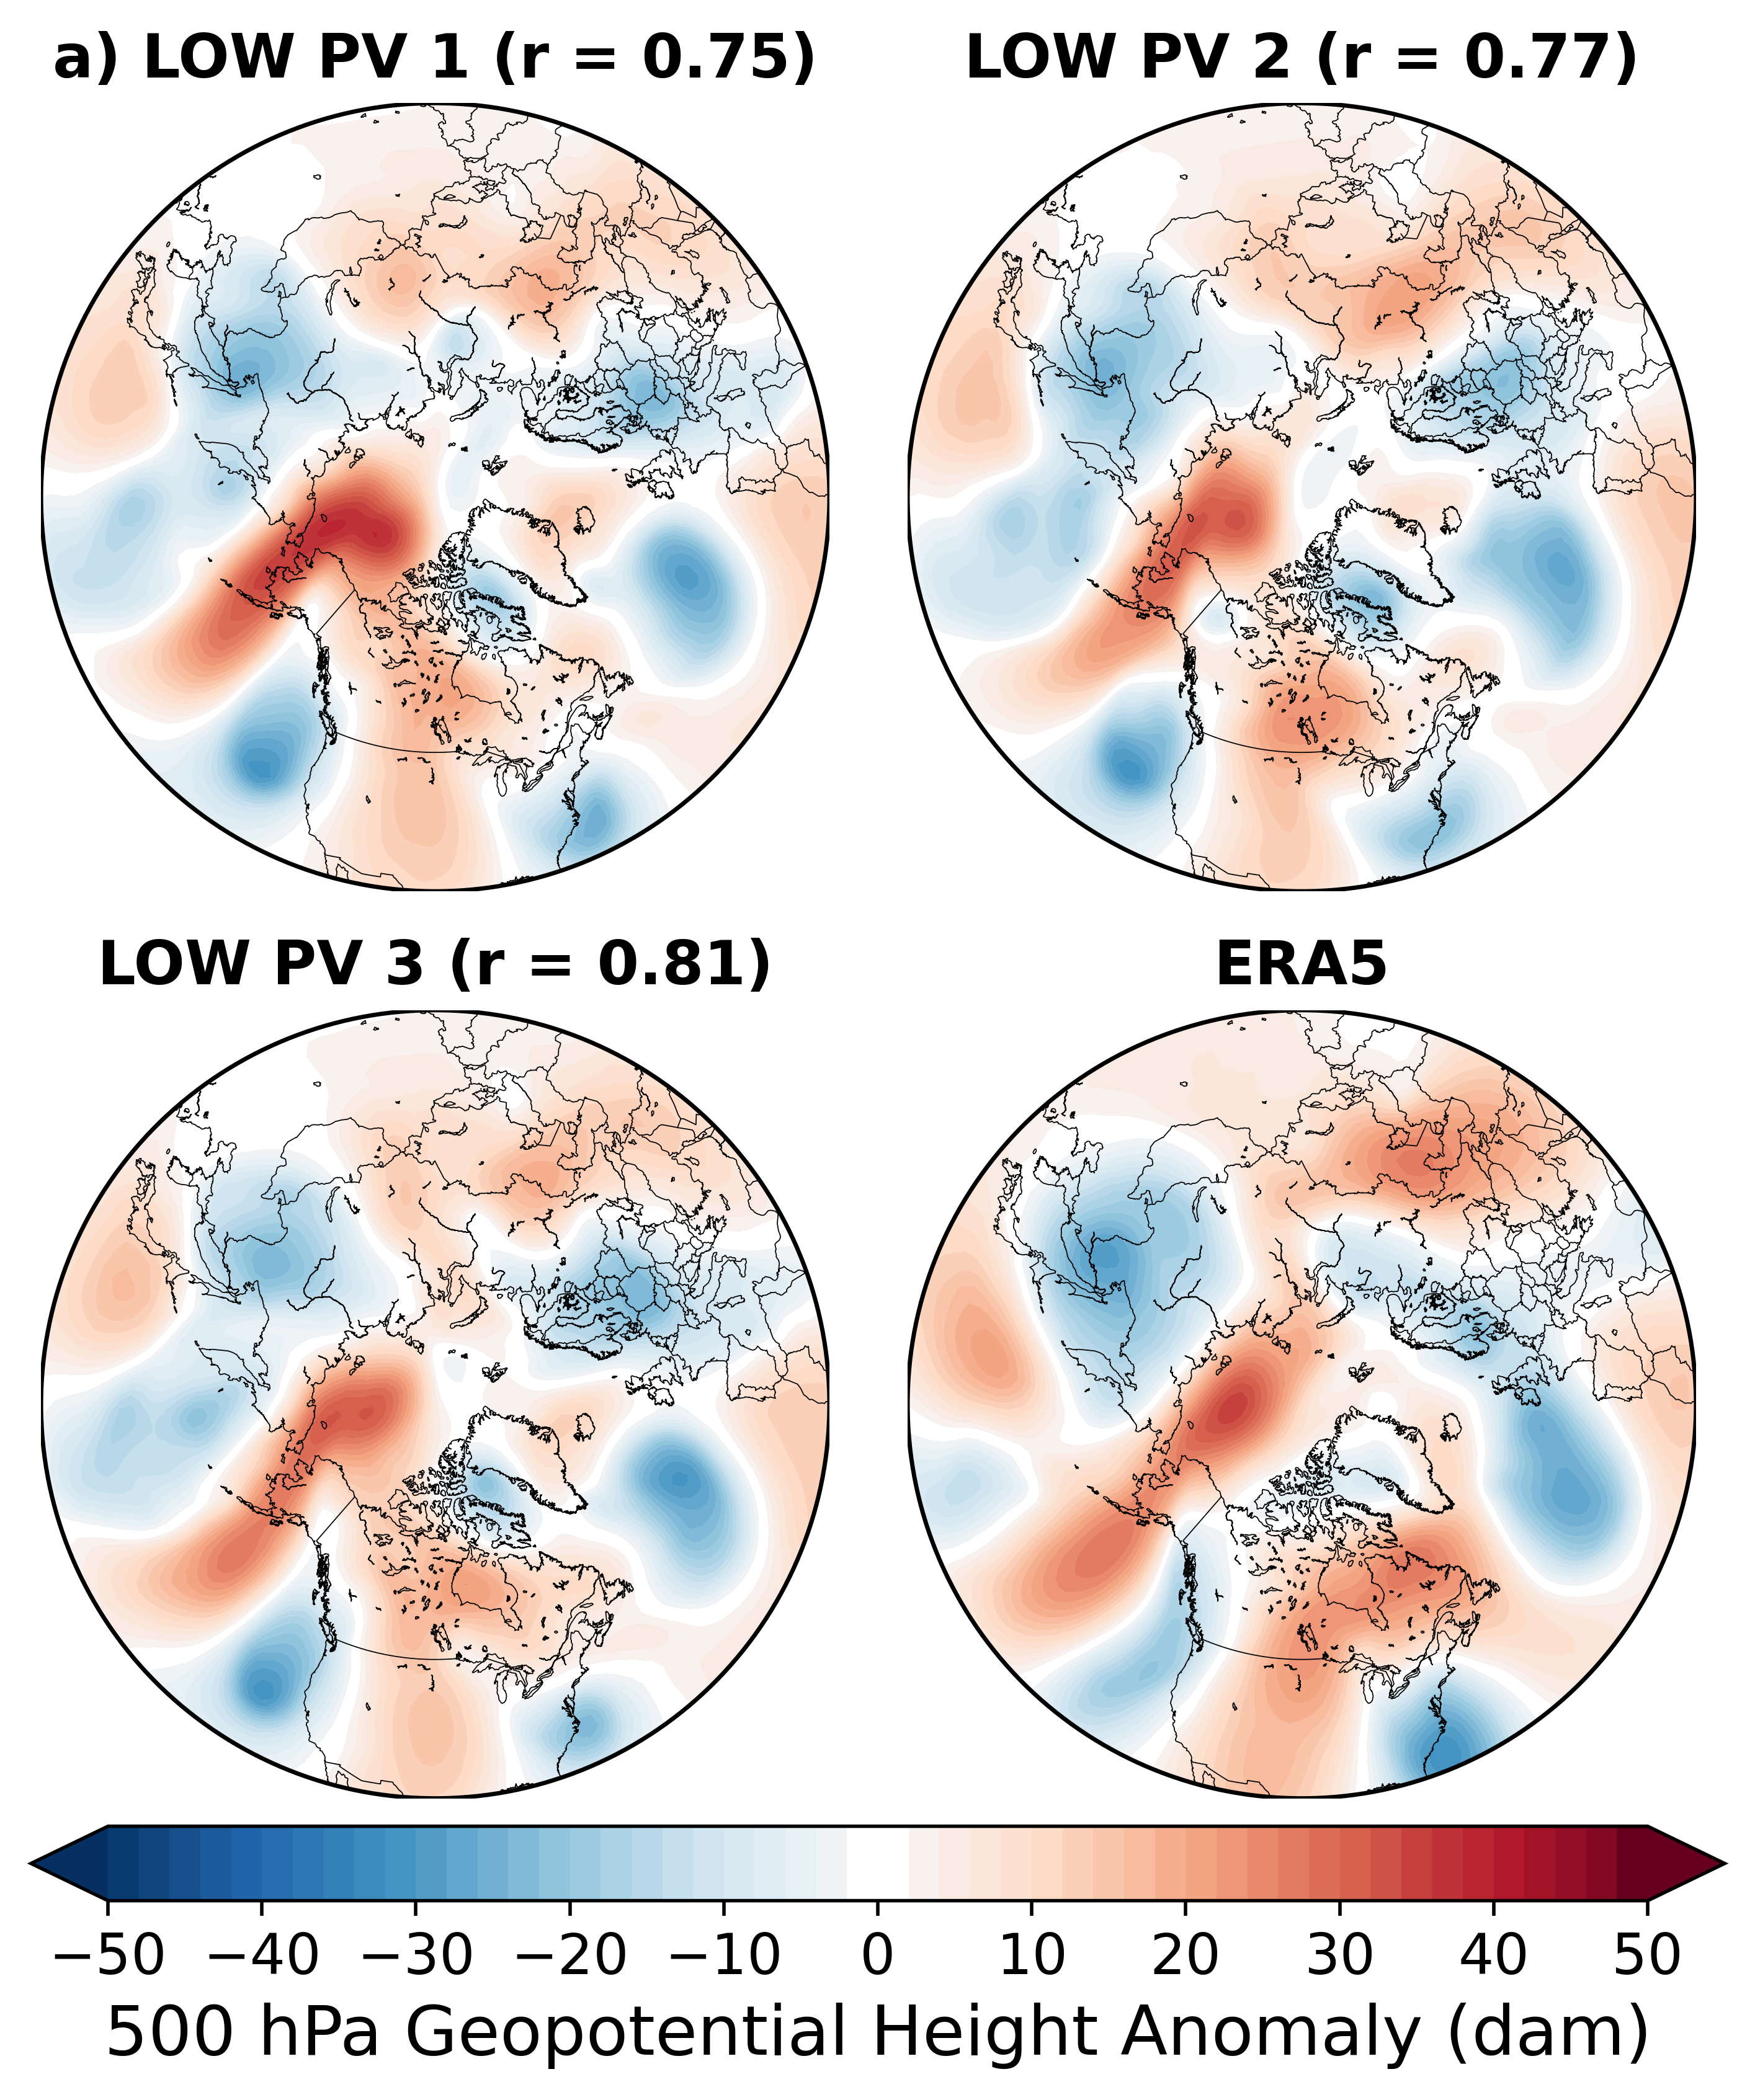 a) LOW PV 1 (r = 0.75)
LOW PV 2 (r = 0.77)
LOW PV 3 (r = 0.81)
ERA5
−50 −40 −30 −20 −10 0 10 20 30 40 50
500 hPa Geopotential Height Anomaly (dam)